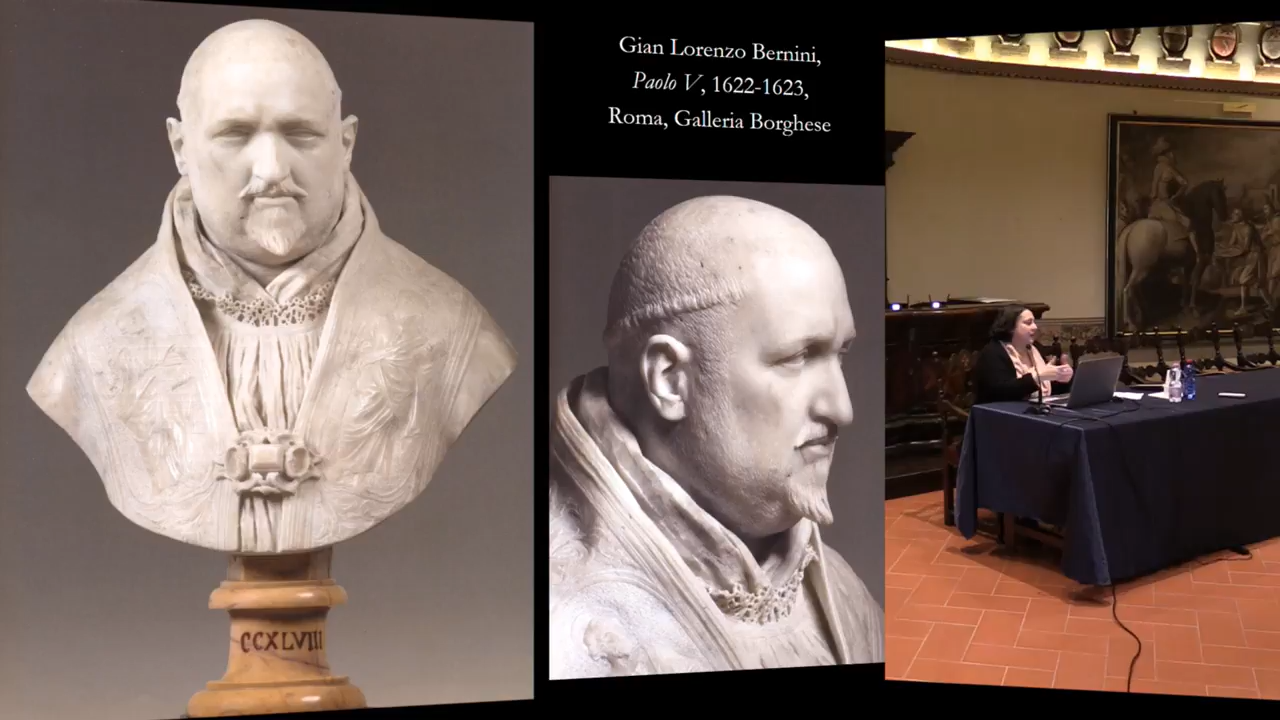 Gian Lorenzo Bernini,
Paolo V, 1622-1623,
Roma, Galleria Borghese
CCXLVIII